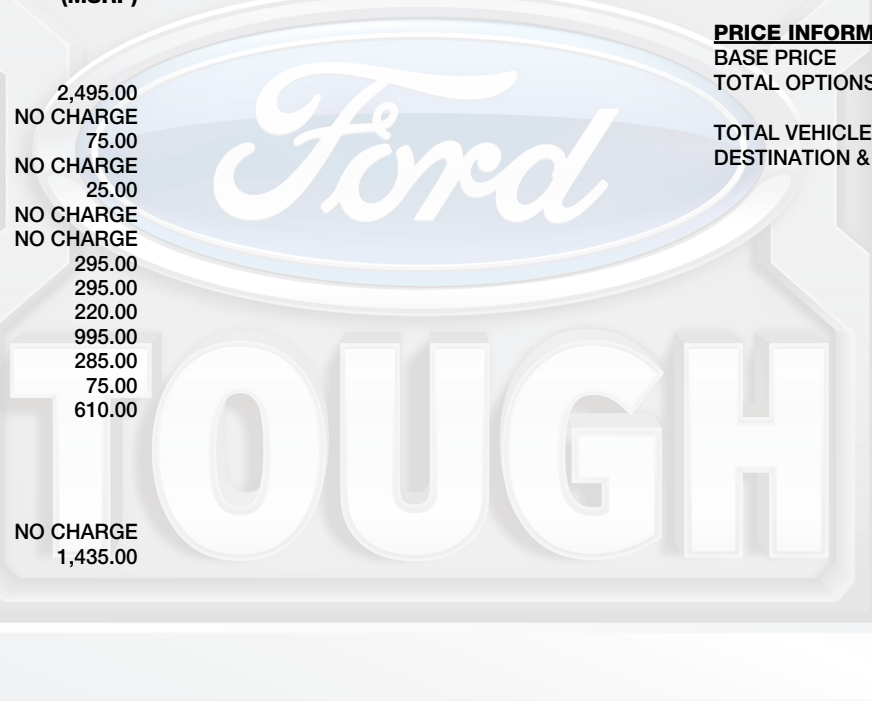 (MSRP)
2,495.00
NO CHARGE
75.00
NO CHARGE
25.00
NO CHARGE
NO CHARGE
295.00
295.00
220.00
995.00
285.00
75.00
610.00
NO CHARGE
1,435.00
PRICE INFORM
BASE PRICE
TOTAL OPTIONS
TOTAL VEHICLE
DESTINATION &
Ford
TOUGH